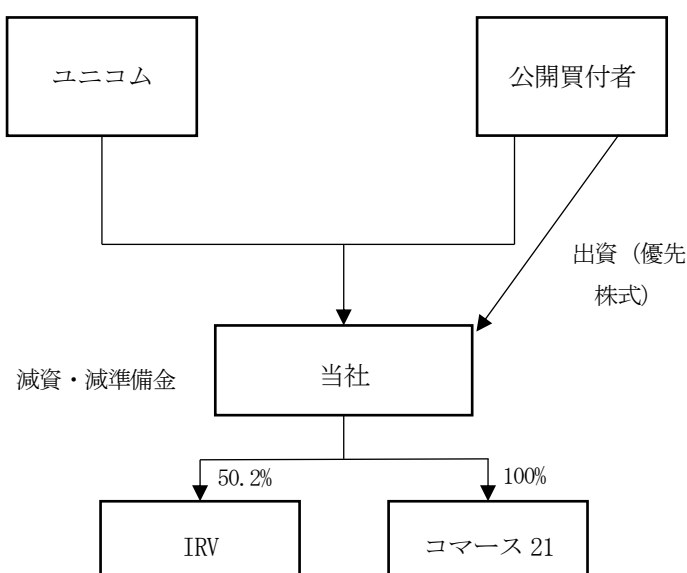 ユニコム
公開買付者
出資（優先
株式）
減資・減準備金
当社
50.2%
100%
IRV
コマース 21